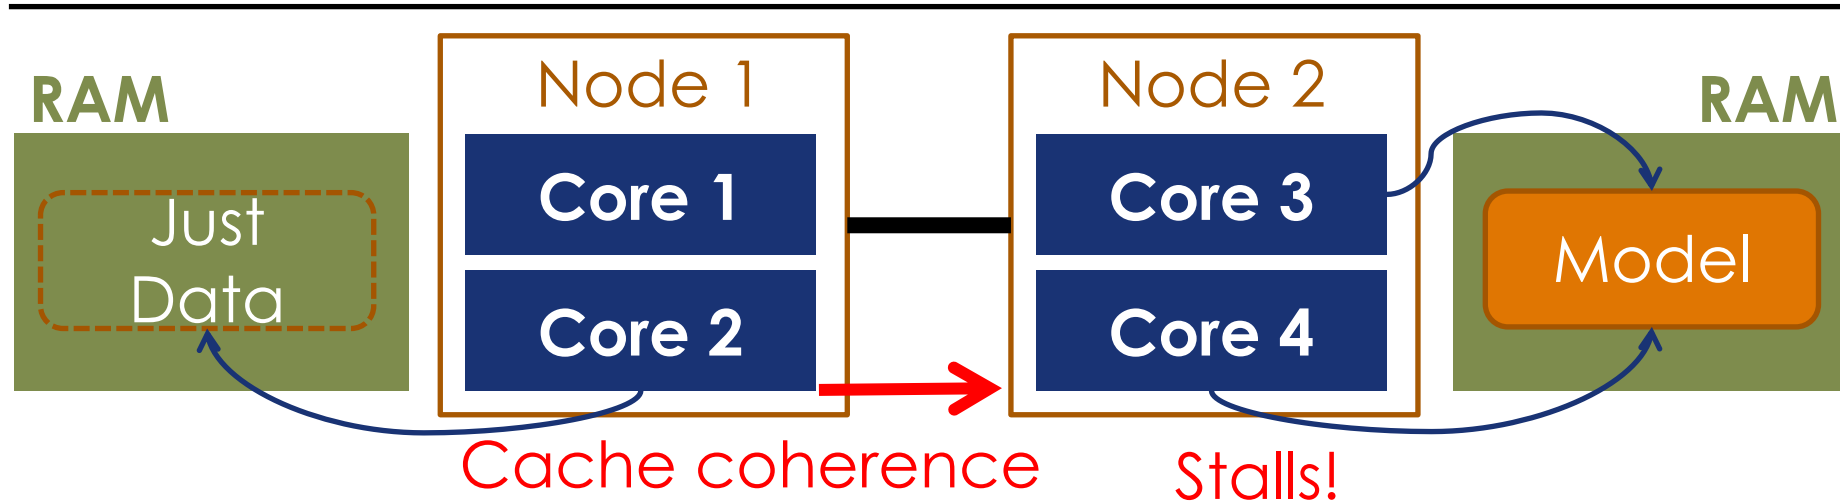 RAM
Node 1
Node 2
RAM
Just
Data
Core 1
Core 2
Core 3
Core 4
Model
Cache coherence
Stalls!